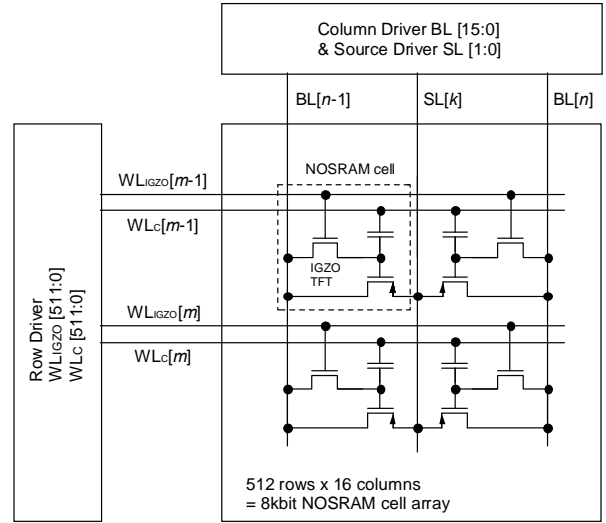 Column Driver BL [15:0]
& Source Driver SL [1:0]
BL[n-1]
SL[k]
BL[n]
WLIGZO[m-1]
NOSRAM cell
WLC[m-1]
IGZO
TFT
WLIGZO[m]
WLC[m]
Row Driver
WLIGZO [511:0]
WLC [511:0]
512 rows x 16 columns
= 8kbit NOSRAM cell array